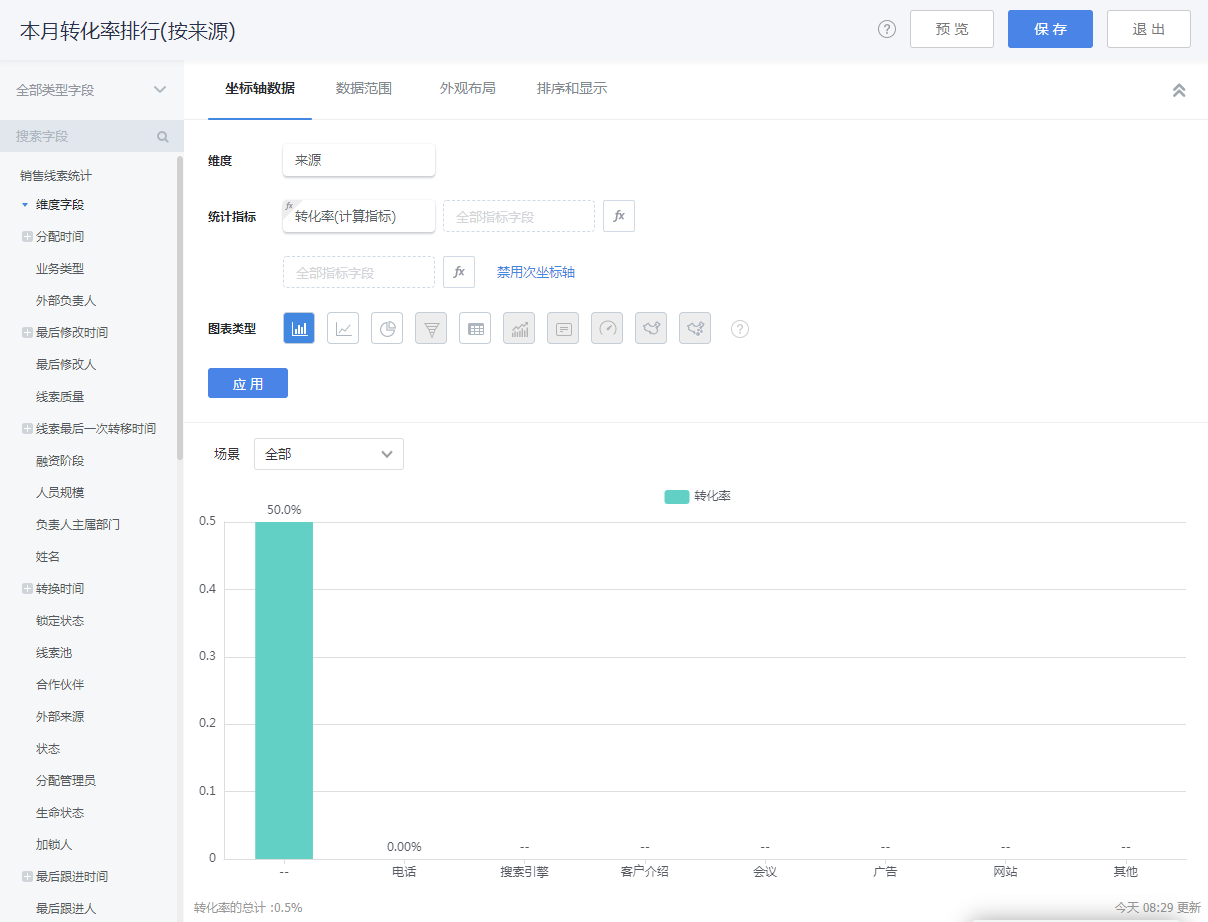 本月转化率排行(按来源)
? 预览 保存 退出
全部类型字段
搜索字段
销售线索统计
维度字段
分配时间
业务类型
外部负责人
最后修改时间
最后修改人
线索质量
线索最后一次转移时间
融资阶段
人员规模
负责人主属部门
姓名
转换时间
锁定状态
线索池
合作伙伴
外部来源
状态
分配管理员
生命状态
加锁人
最后跟进时间
最后跟进人
坐标轴数据 数据范围 外观布局 排序和显示
维度 来源
统计指标 fx 转化率(计算指标) 全部指标字段 fx
全部指标字段 fx 禁用次坐标轴
图表类型 ?
应用
场景 全部
转化率
50.0%
0.5
0.4
0.3
0.2
0.1
0.00% -- -- -- -- -- --
0
-- 电话 搜索引擎 客户介绍 会议 广告 网站 其他
转化率的总计 :0.5% 今天 08:29 更新